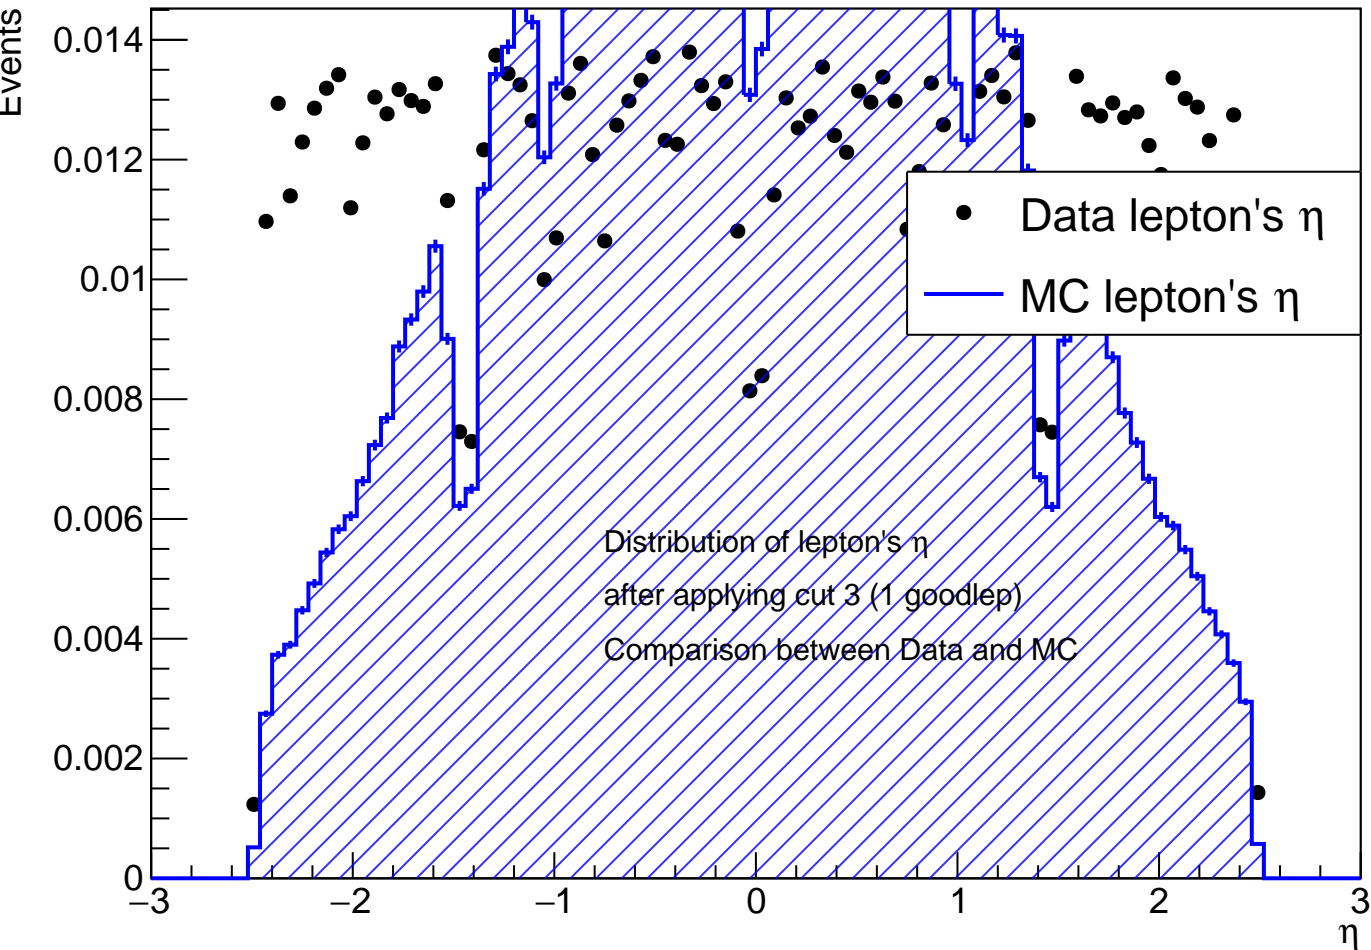 Events
0.014
0.012
0.01
0.008
0.006
0.004
0.002
0
Data lepton's η
MC lepton's η
Distribution of lepton's η
after applying cut 3 (1 goodlep)
Comparison between Data and MC
−3 −2 −1 0 1 2 3
η